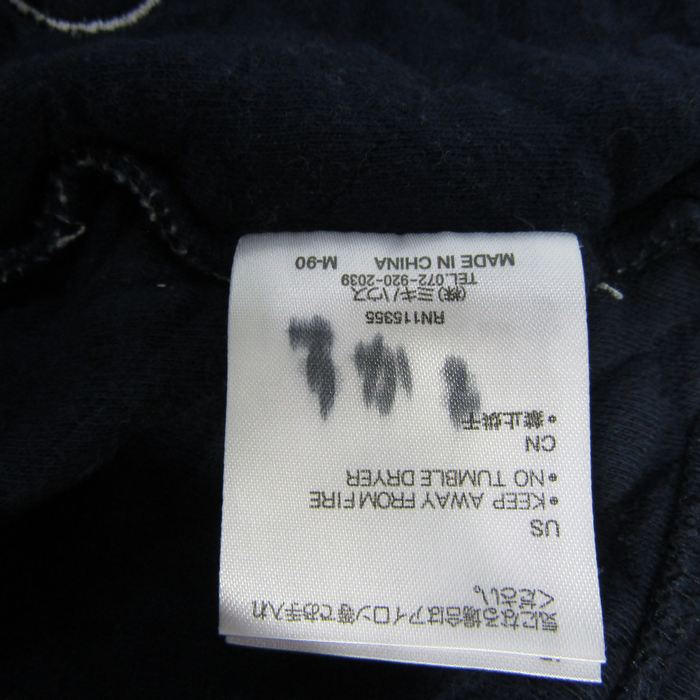 気になる場合はアイロン等でお手入れ
ください。
US
• KEEP AWAY FROM FIRE
• NO TUMBLE DRYER
CN
• 禁止烘干
RN115355
(株)ミキハウス
TEL.072-920-2039
MADE IN CHINA M-90